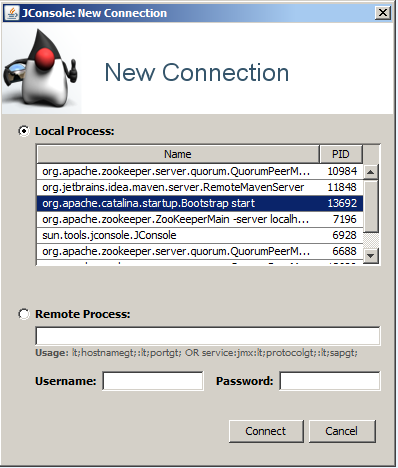 JConsole: New Connection
New Connection
Local Process:
Name PID
org.apache.zookeeper.server.quorum.QuorumPeerM... 10984
org.jetbrains.idea.maven.server.RemoteMavenServer 11848
org.apache.catalina.startup.Bootstrap start 13692
org.apache.zookeeper.ZooKeeperMain -server localh... 7196
sun.tools.jconsole.JConsole 6928
org.apache.zookeeper.server.quorum.QuorumPeerM... 6688
Remote Process:
Usage: lt;hostnamegt;:lt;portgt; OR service:jmx:lt;protocolgt;:lt;sapgt;
Username: Password:
Connect Cancel